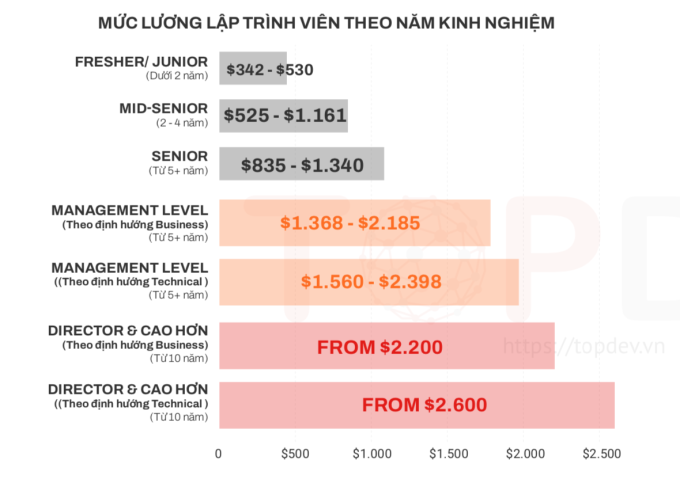 MỨC LƯƠNG LẬP TRÌNH VIÊN THEO NĂM KINH NGHIỆM
FRESHER/ JUNIOR
(Dưới 2 năm)
$342 - $530
MID-SENIOR
(2 - 4 năm)
$525 - $1.161
SENIOR
(Từ 5+ năm)
$835 - $1.340
MANAGEMENT LEVEL
(Theo định hướng Business)
(Từ 5+ năm)
$1.368 - $2.185
MANAGEMENT LEVEL
((Theo định hướng Technical )
(Từ 5+ năm)
$1.560 - $2.398
DIRECTOR & CAO HƠN
(Theo định hướng Business)
(Từ 10 năm)
FROM $2.200
DIRECTOR & CAO HƠN
((Theo định hướng Technical )
(Từ 10 năm)
FROM $2.600
TOPD
https://topdev.vn
0 $500 $1.000 $1.500 $2.000 $2.500